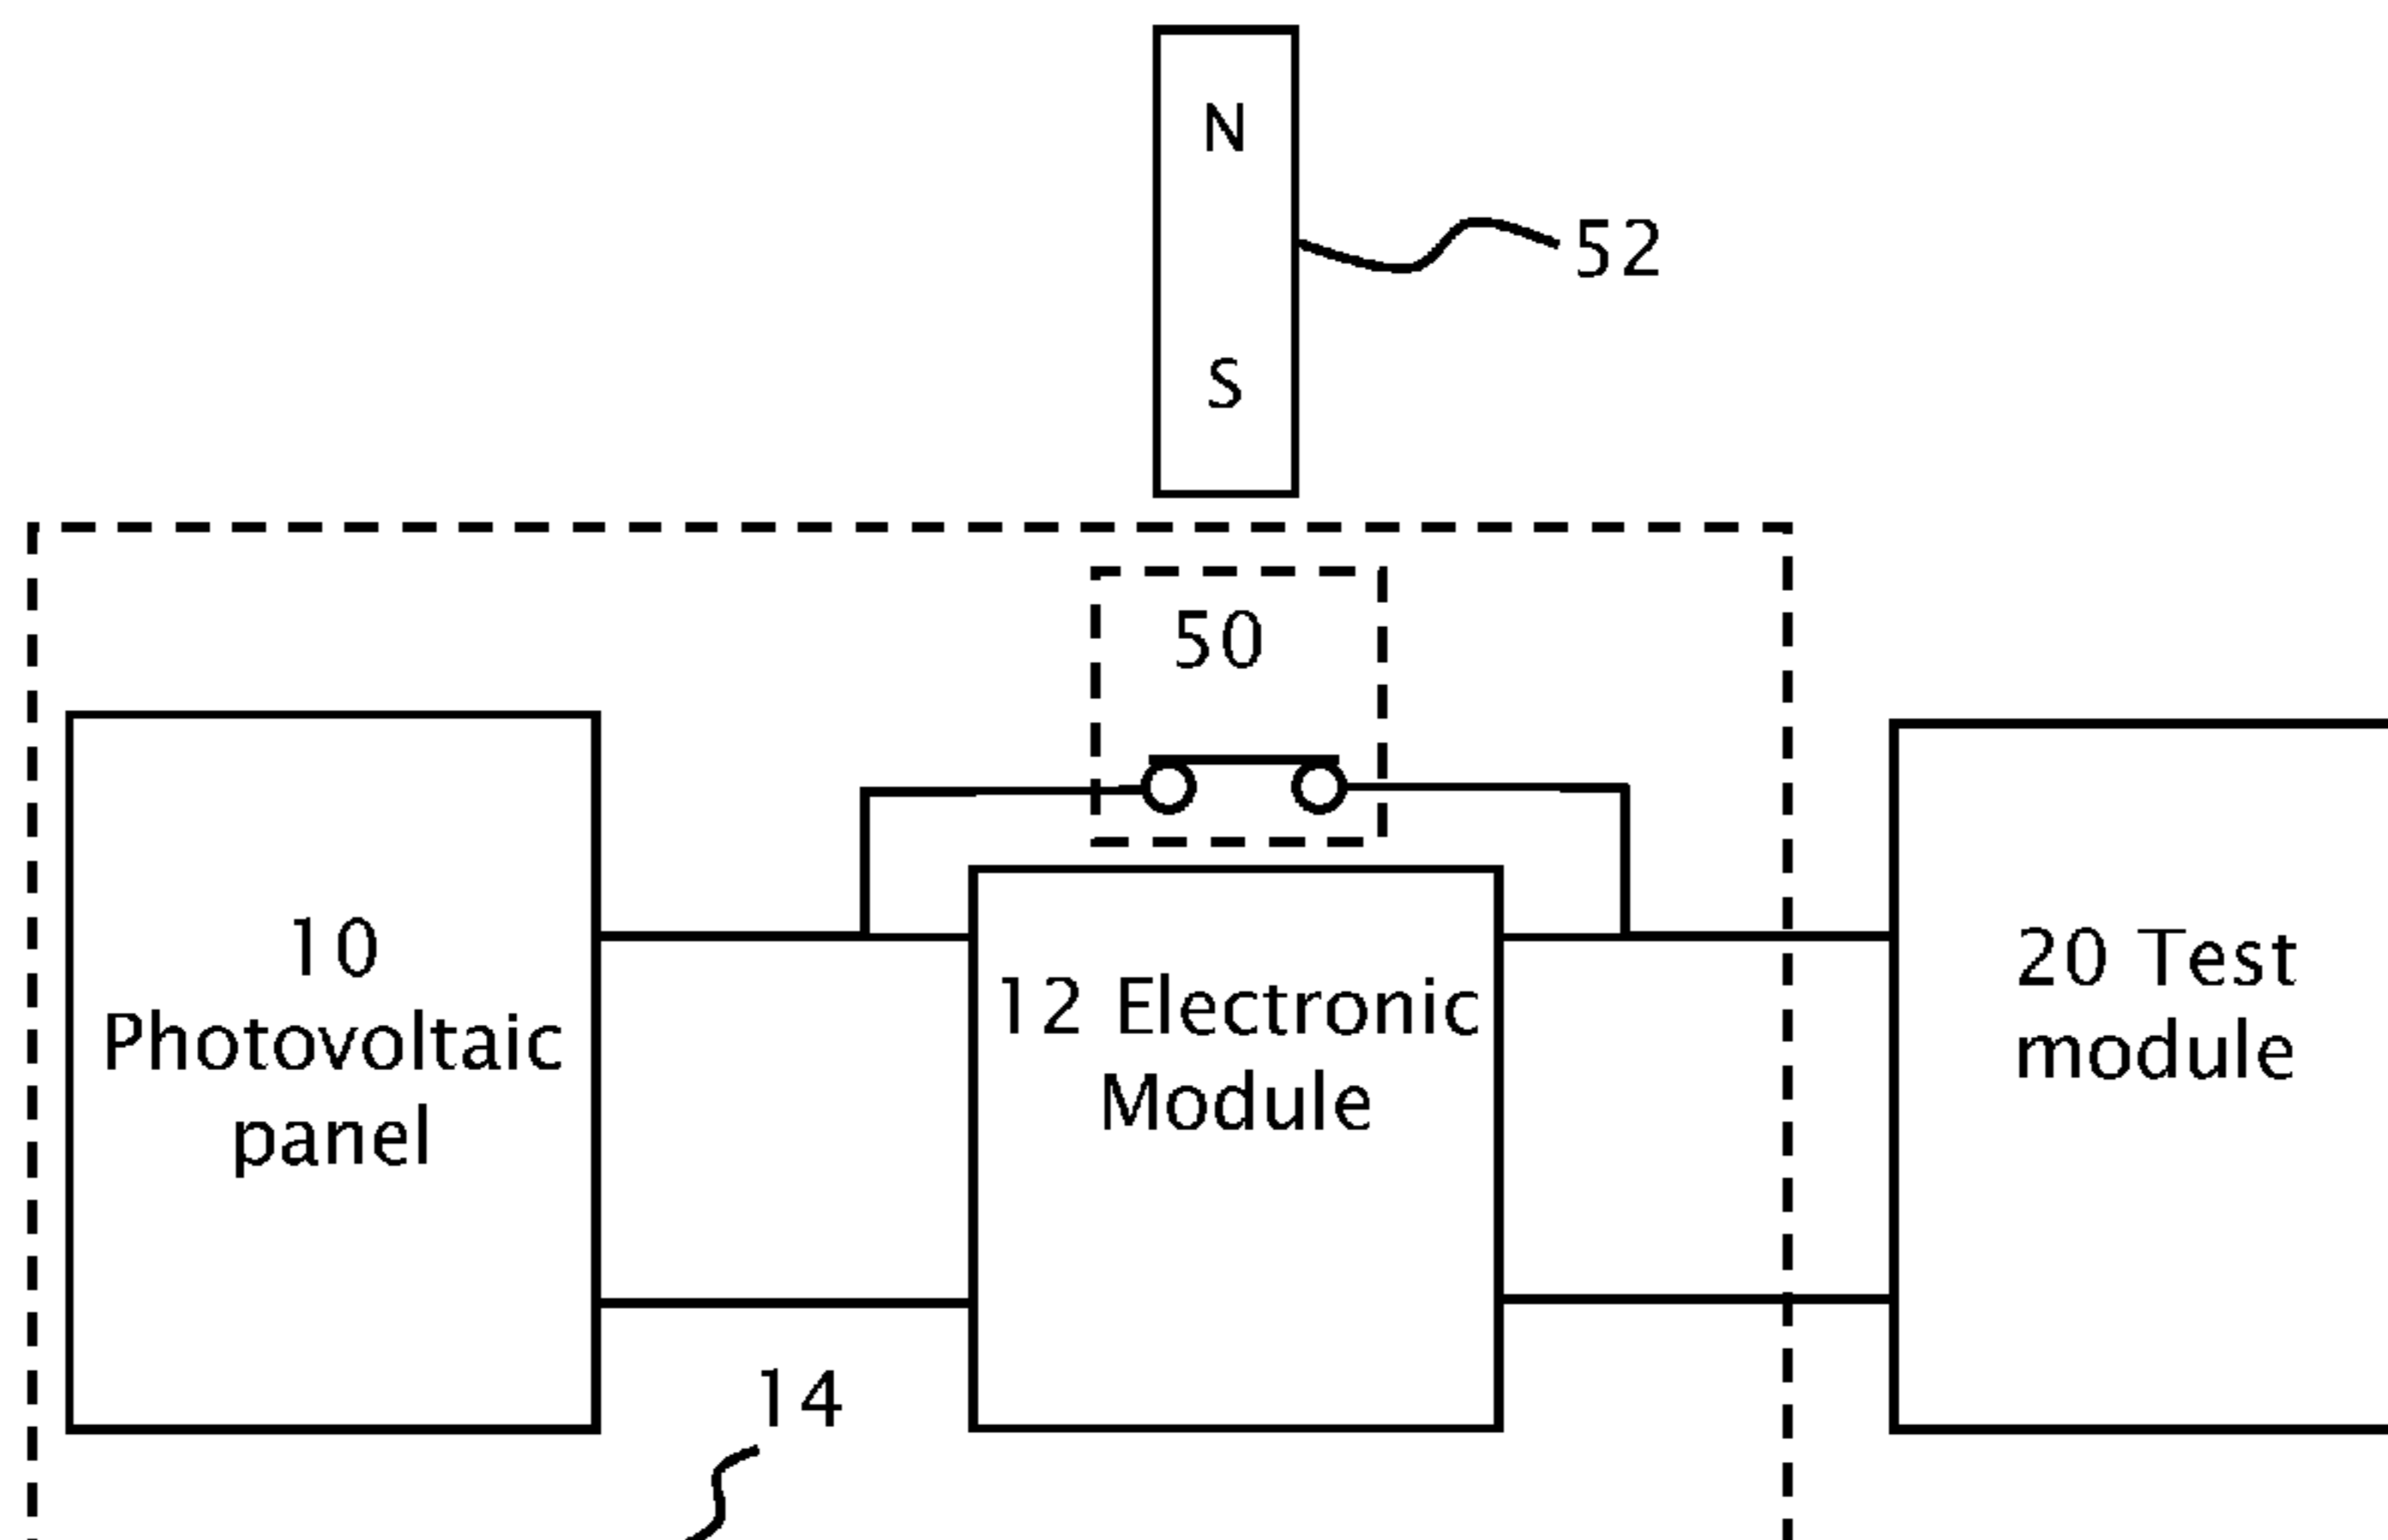 N
52
S
50
10
Photovoltaic
panel
12 Electronic
Module
20 Test
module
14